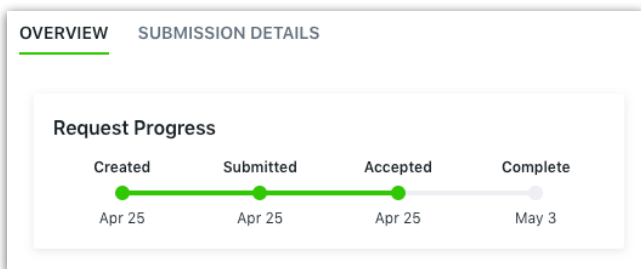 OVERVIEW SUBMISSION DETAILS
Request Progress
Created Submitted Accepted Complete
Apr 25 Apr 25 Apr 25 May 3